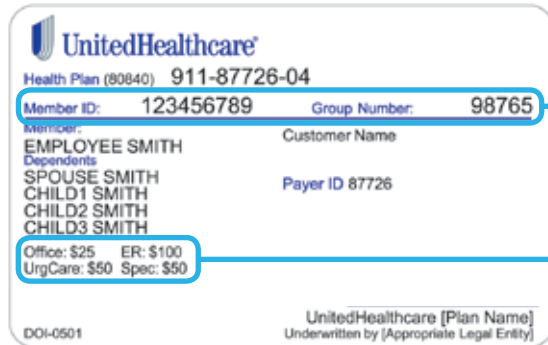 UnitedHealthcare®
Health Plan (80840) 911-87726-04
Member ID: 123456789 Group Number: 98765
Member:
EMPLOYEE SMITH
Customer Name
Dependents
SPOUSE SMITH
CHILD1 SMITH
Payer ID 87726
CHILD2 SMITH
CHILD3 SMITH
Office: $25 ER: $100
UrgCare: $50 Spec: $50
UnitedHealthcare [Plan Name]
DOI-0501
Underwritten by [Appropriate Legal Entity]